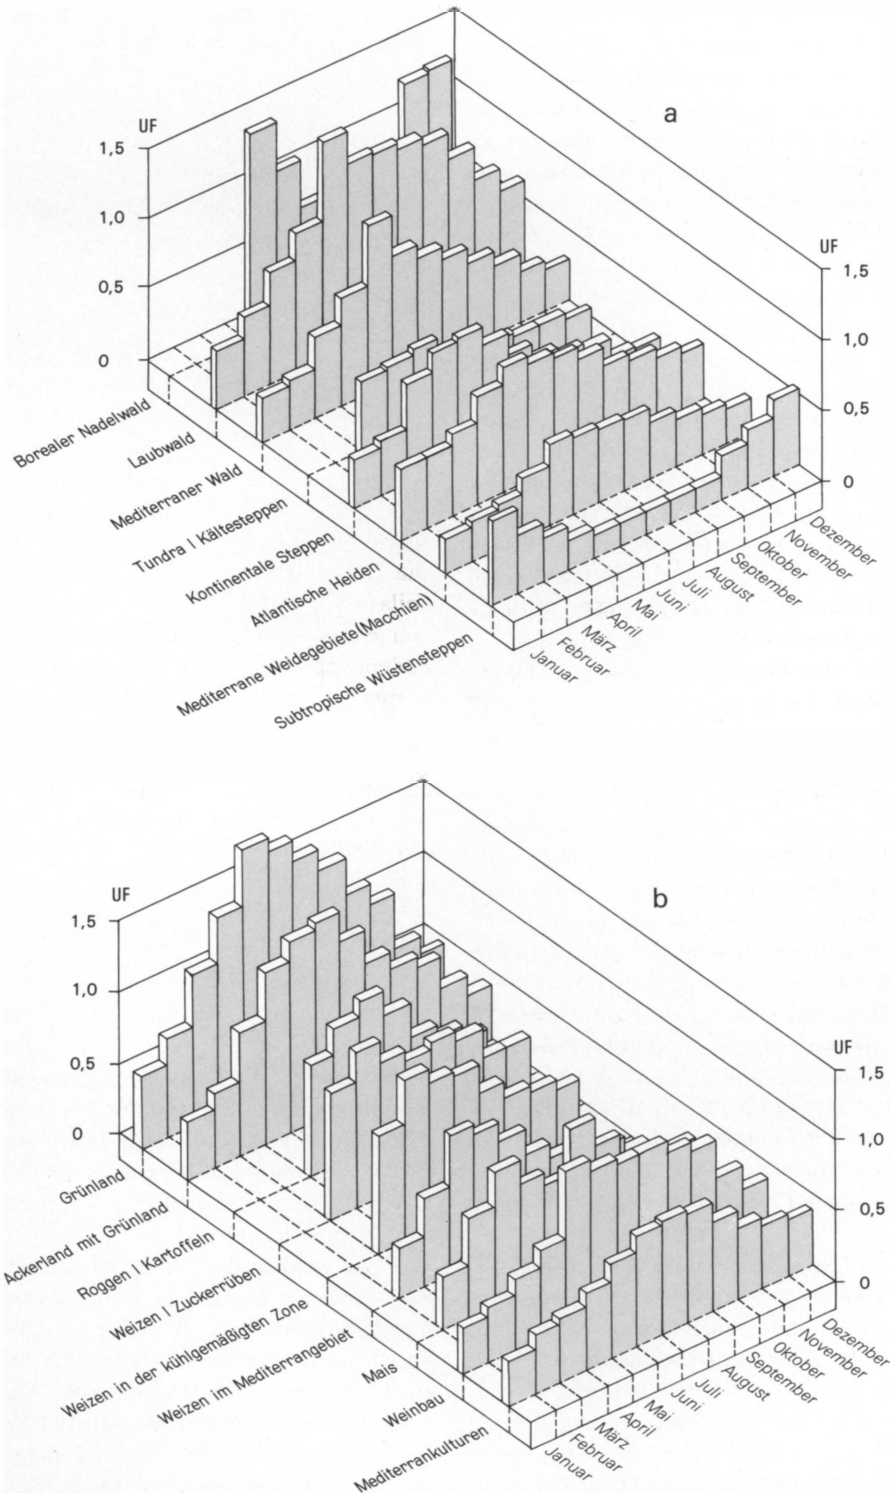 a
UF
1,5
1,0
0,5
0
UF
1,5
1,0
0,5
0
Borealer Nadelwald
Laubwald
Mediterraner Wald
Tundra | Kältesteppen
Kontinentale Steppen
Atlantische Heiden
Mediterrane Weidegebiete(Macchien)
Subtropische Wüstensteppen
Januar
Februar
März
April
Mai
Juni
Juli
August
September
Oktober
November
Dezember
b
UF
1,5
1,0
0,5
0
UF
1,5
1,0
0,5
0
Grünland
Ackerland mit Grünland
Roggen | Kartoffeln
Weizen | Zuckerrüben
Weizen in der kühlgemäßigten Zone
Weizen im Mediterrangebiet
Mais
Weinbau
Mediterrankulturen
Januar
Februar
März
April
Mai
Juni
Juli
August
September
Oktober
November
Dezember